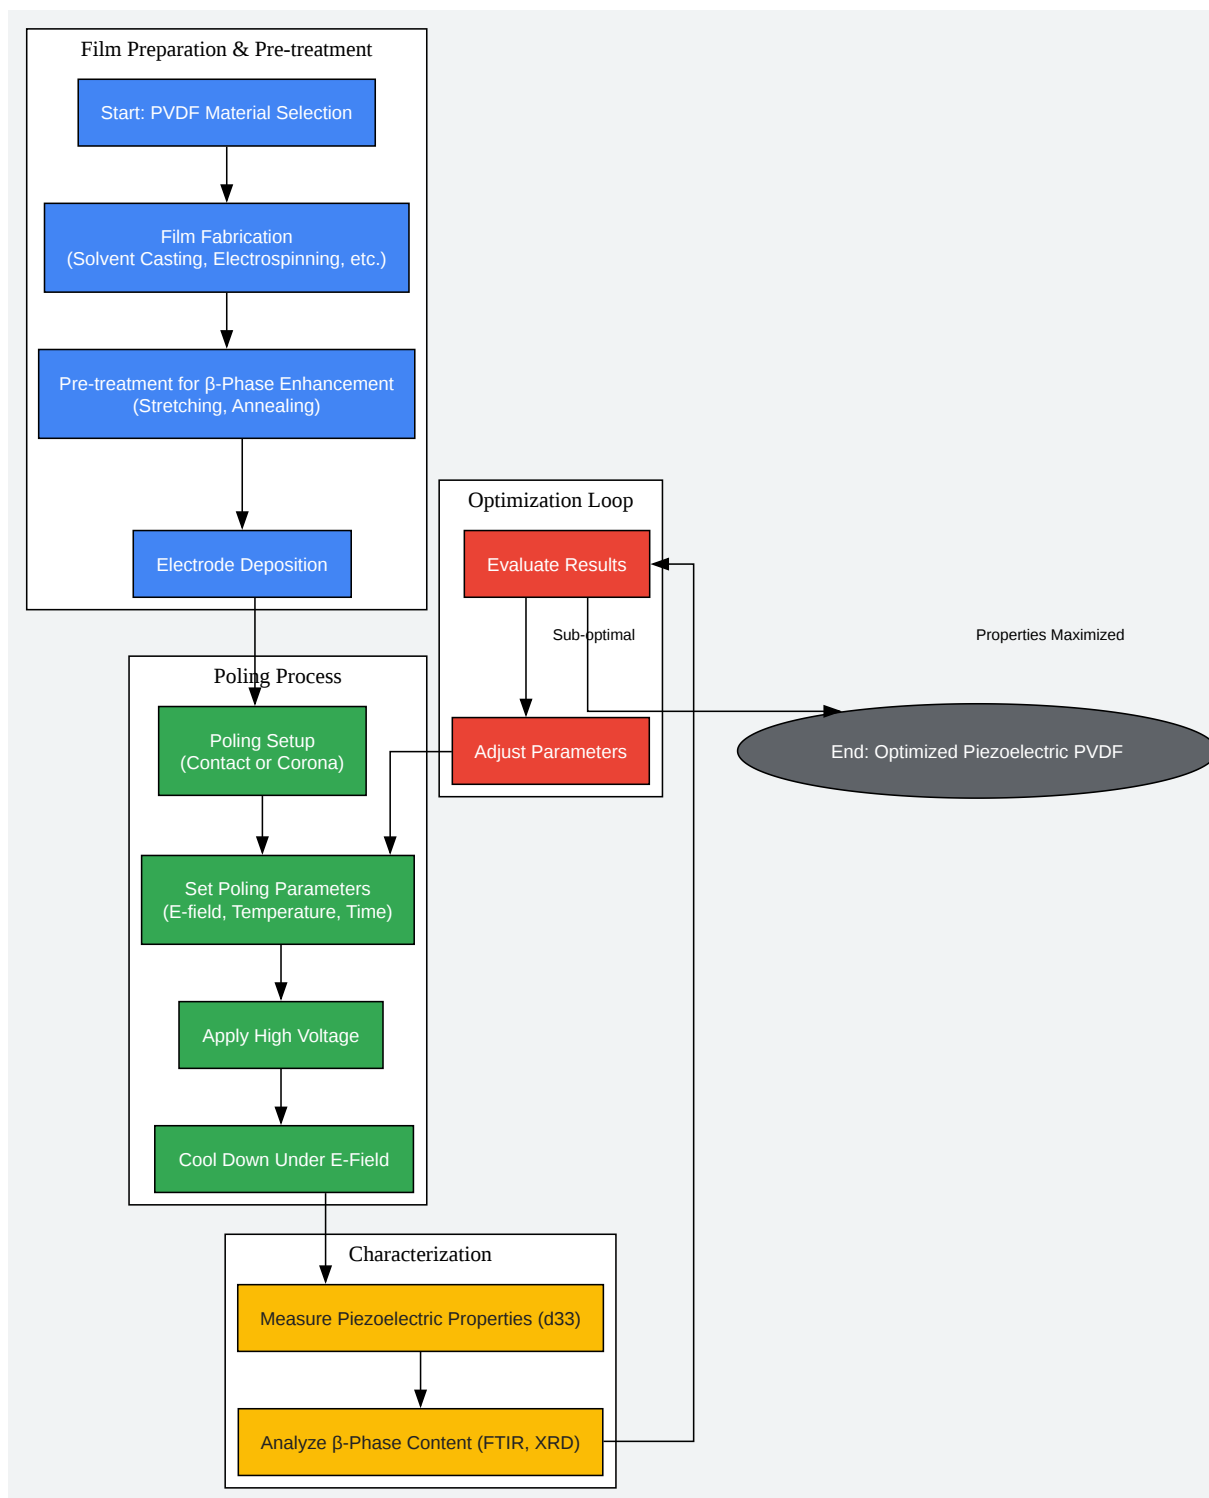 Film Preparation & Pre-treatment
Start: PVDF Material Selection
Film Fabrication
(Solvent Casting, Electrospinning, etc.)
Pre-treatment for β-Phase Enhancement
(Stretching, Annealing)
Electrode Deposition
Optimization Loop
Evaluate Results
Sub-optimal
Properties Maximized
Adjust Parameters
End: Optimized Piezoelectric PVDF
Poling Process
Poling Setup
(Contact or Corona)
Set Poling Parameters
(E-field, Temperature, Time)
Apply High Voltage
Cool Down Under E-Field
Characterization
Measure Piezoelectric Properties (d33)
Analyze β-Phase Content (FTIR, XRD)